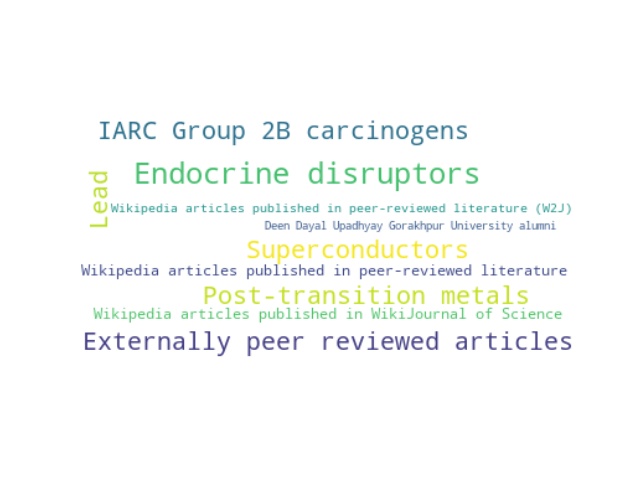 IARC Group 2B carcinogens
Endocrine disruptors
Lead
Wikipedia articles published in peer-reviewed literature (W2J)
Deen Dayal Upadhyay Gorakhpur University alumni
Superconductors
Wikipedia articles published in peer-reviewed literature
Post-transition metals
Wikipedia articles published in WikiJournal of Science
Externally peer reviewed articles